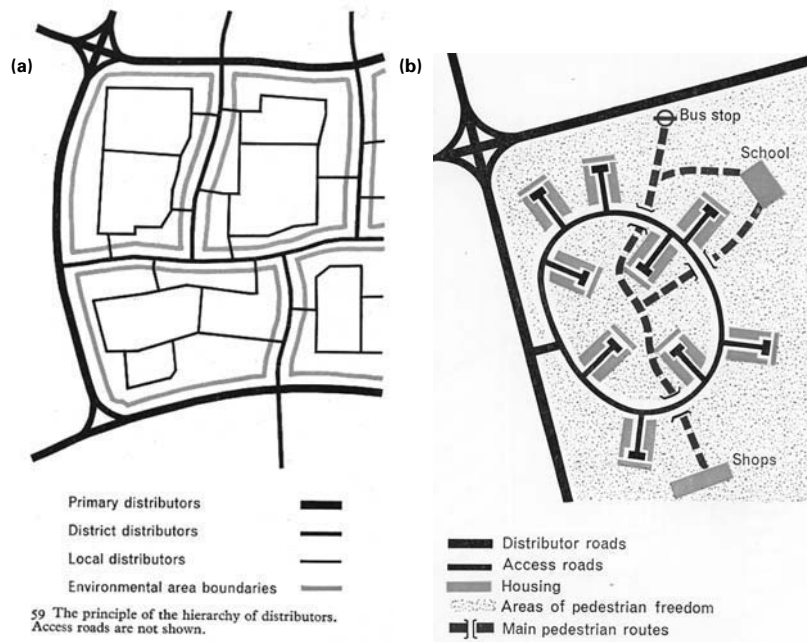 (a)
Primary distributors
District distributors
Local distributors
Environmental area boundaries
59 The principle of the hierarchy of distributors.
Access roads are not shown.
(b)
Bus stop
School
Shops
Distributor roads
Access roads
Housing
Areas of pedestrian freedom
Main pedestrian routes